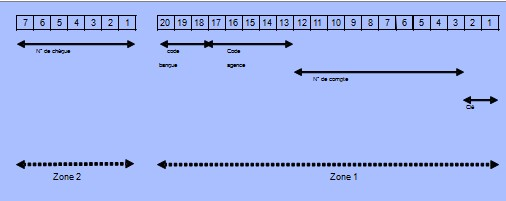 7 6 5 4 3 2 1 20 19 18 17 16 15 14 13 12 11 10 9 8 7 6 5 4 3 2 1
N° de chèque code Code
banque agence
N° de compte
Clé
Zone 2 Zone 1